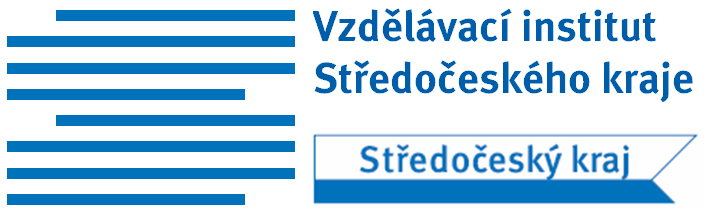 Vzdělávací institut
Středočeského kraje
Středočeský kraj